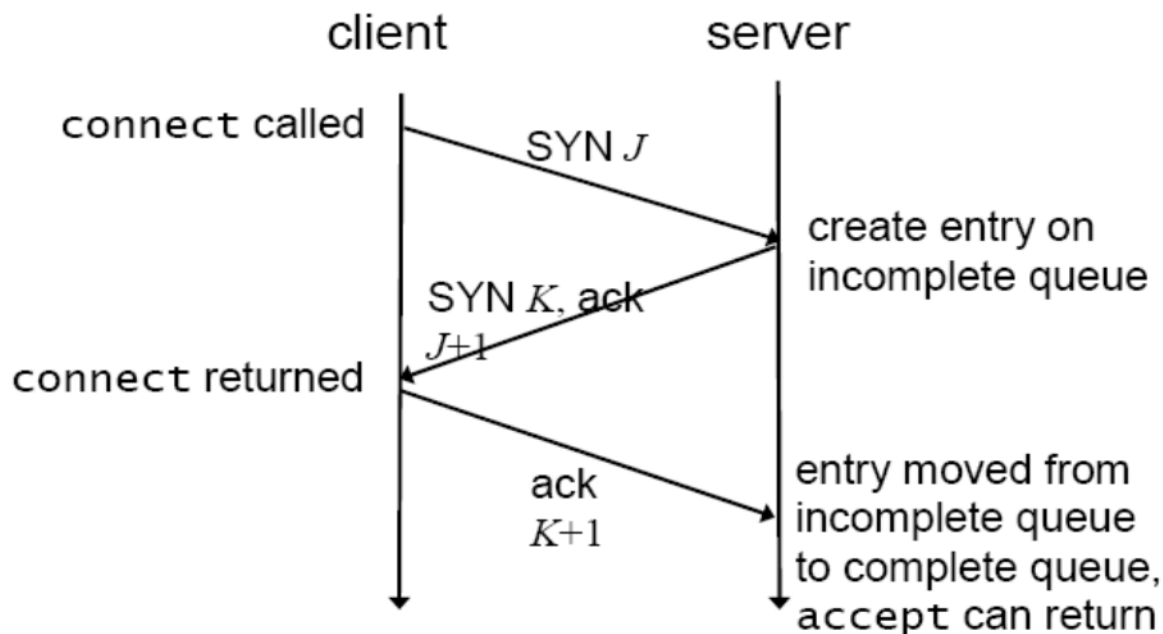 client
server
connect called
SYN J
create entry on
incomplete queue
SYN K, ack
J+1
connect returned
ack
K+1
entry moved from
incomplete queue
to complete queue,
accept can return